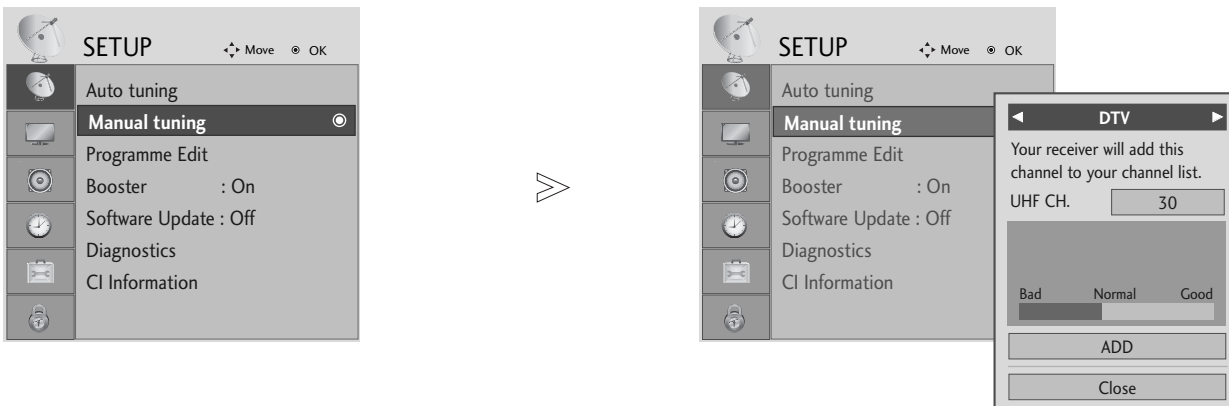 SETUP Move OK
Auto tuning
Manual tuning
Programme Edit
Booster : On
Software Update : Off
Diagnostics
CI Information
SETUP Move OK
Auto tuning
Manual tuning
Programme Edit
Booster : On
Software Update : Off
Diagnostics
CI Information
DTV
Your receiver will add this
channel to your channel list.
UHF CH. 30
Bad Normal Good
ADD
Close